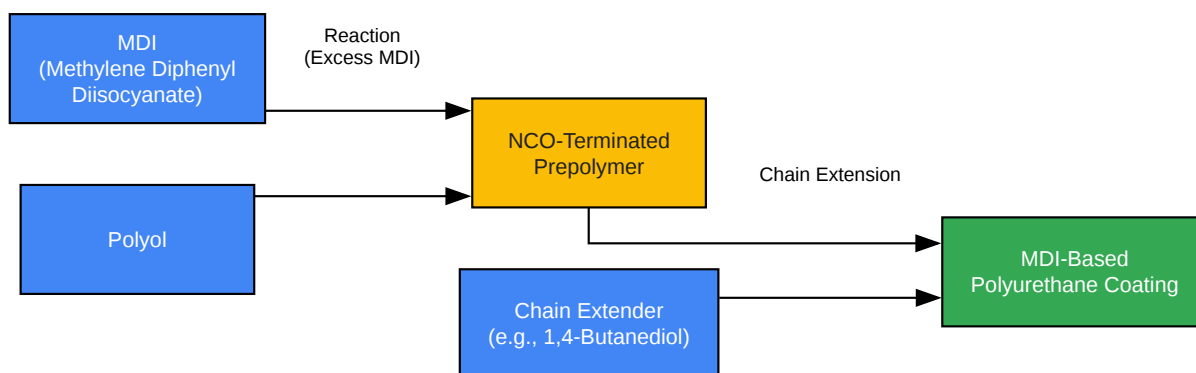 MDI
(Methylene Diphenyl
Diisocyanate)
Reaction
(Excess MDI)
NCO-Terminated
Prepolymer
Polyol
Chain Extension
Chain Extender
(e.g., 1,4-Butanediol)
MDI-Based
Polyurethane Coating